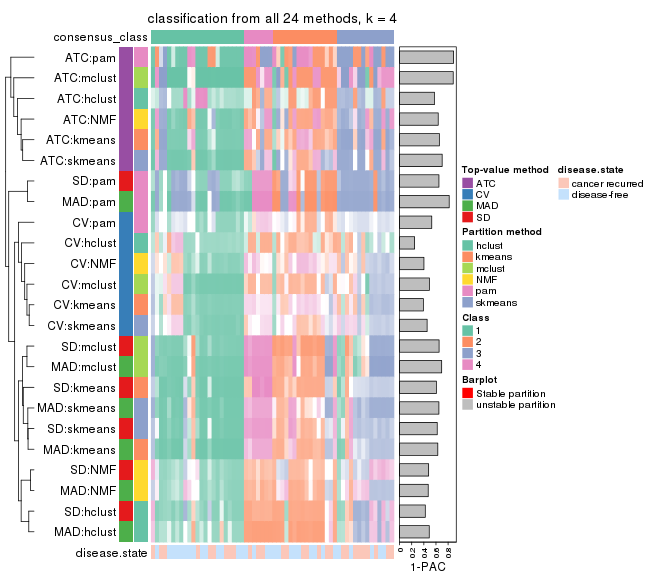 classification from all 24 methods, k = 4
consensus_class
ATC:pam
ATC:mclust
ATC:hclust
ATC:NMF
ATC:kmeans
ATC:skmeans
SD:pam
MAD:pam
CV:pam
CV:hclust
CV:NMF
CV:mclust
CV:kmeans
CV:skmeans
SD:mclust
MAD:mclust
SD:kmeans
MAD:skmeans
SD:skmeans
MAD:kmeans
SD:NMF
MAD:NMF
SD:hclust
MAD:hclust
disease.state
0 0.2 0.4 0.6 0.8
1-PAC
Top-value method
ATC
CV
MAD
SD
Partition method
hclust
kmeans
mclust
NMF
pam
skmeans
Class
1
2
3
4
Barplot
Stable partition
unstable partition
disease.state
cancer recurred
disease-free